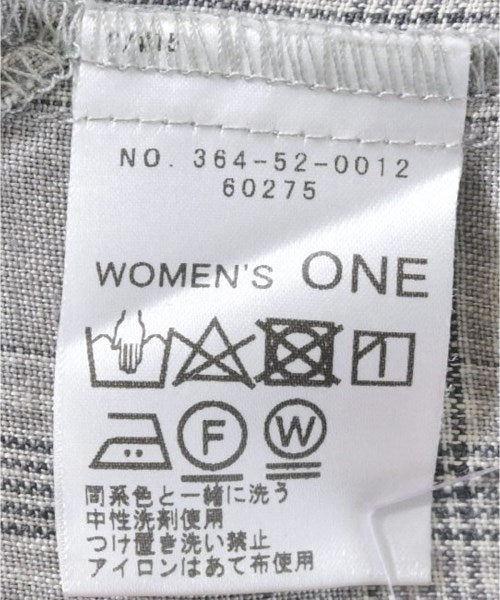 NO. 364-52-0012
60275
WOMEN'S ONE
F W
同系色と一緒に洗う
中性洗剤使用
つけ置き洗い禁止
アイロンはあて布使用